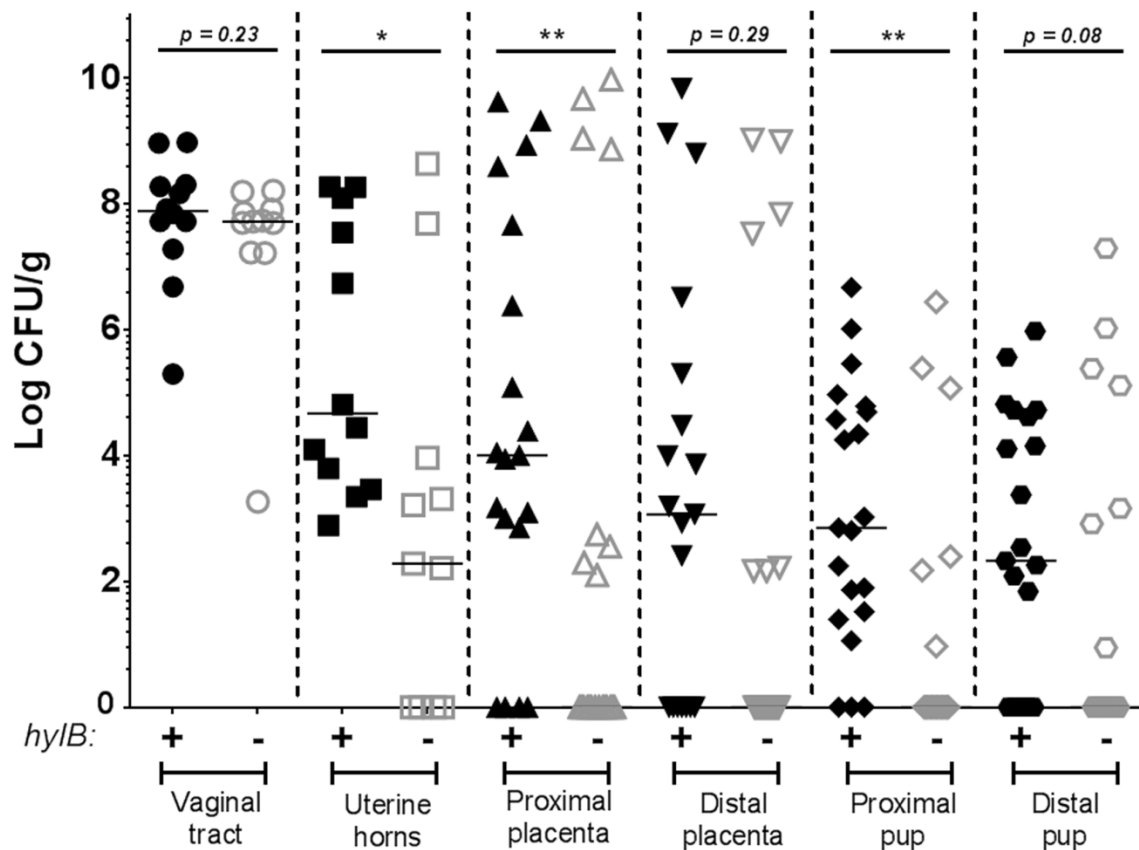 p = 0.23 * ** p = 0.29 ** p = 0.08
10
8
6
4
2
0
Log CFU/g
hylB: + - + - + - + - + - + -
Vaginal tract
Uterine horns
Proximal placenta
Distal placenta
Proximal pup
Distal pup